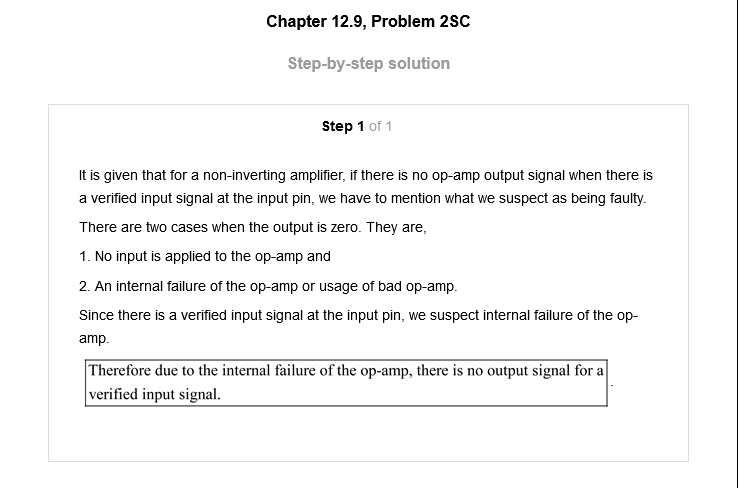 Chapter 12.9, Problem 2SC
Step-by-step solution
Step 1 of 1
It is given that for a non-inverting amplifier, if there is no op-amp output signal when there is
a verified input signal at the input pin, we have to mention what we suspect as being faulty.
There are two cases when the output is zero. They are,
1. No input is applied to the op-amp and
2. An internal failure of the op-amp or usage of bad op-amp.
Since there is a verified input signal at the input pin, we suspect internal failure of the op-
amp.
Therefore due to the internal failure of the op-amp, there is no output signal for a
verified input signal.
.